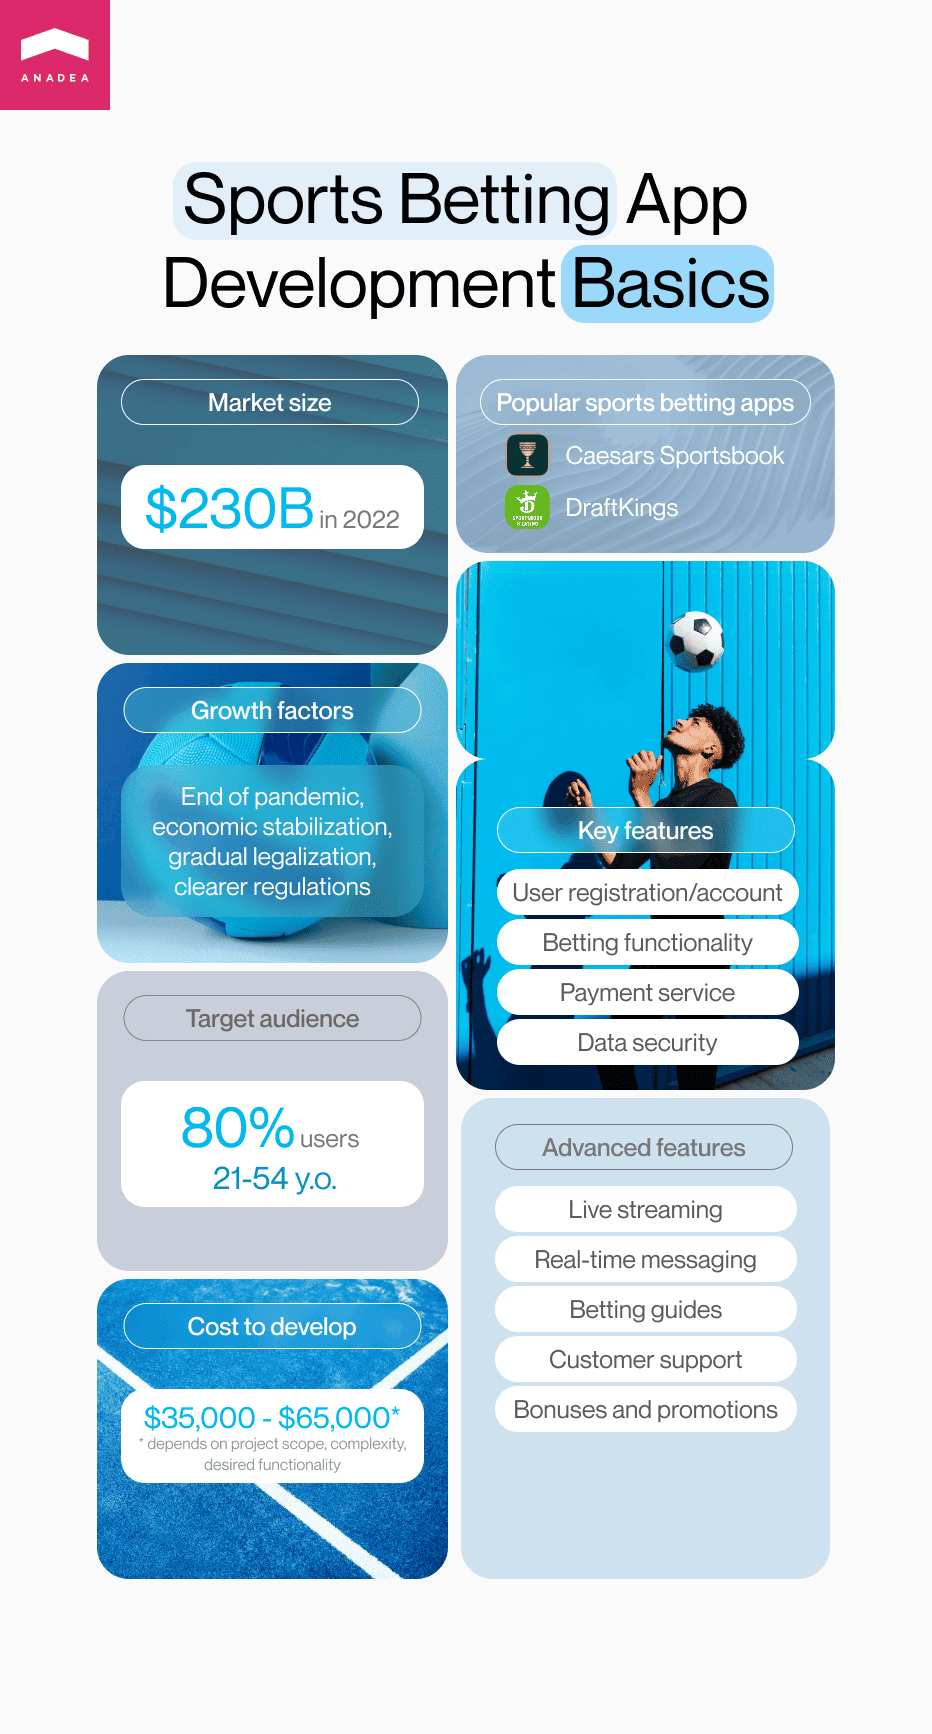 ANADEA
Sports Betting App
Development Basics
Market size
$230B in 2022
Growth factors
End of pandemic,
economic stabilization,
gradual legalization,
clearer regulations
Target audience
80% users
21-54 y.o.
Cost to develop
$35,000 - $65,000*
* depends on project scope, complexity,
desired functionality
Popular sports betting apps
Caesars Sportsbook
SPORTSBOOK
& CASINO
DraftKings
Key features
User registration/account
Betting functionality
Payment service
Data security
Advanced features
Live streaming
Real-time messaging
Betting guides
Customer support
Bonuses and promotions